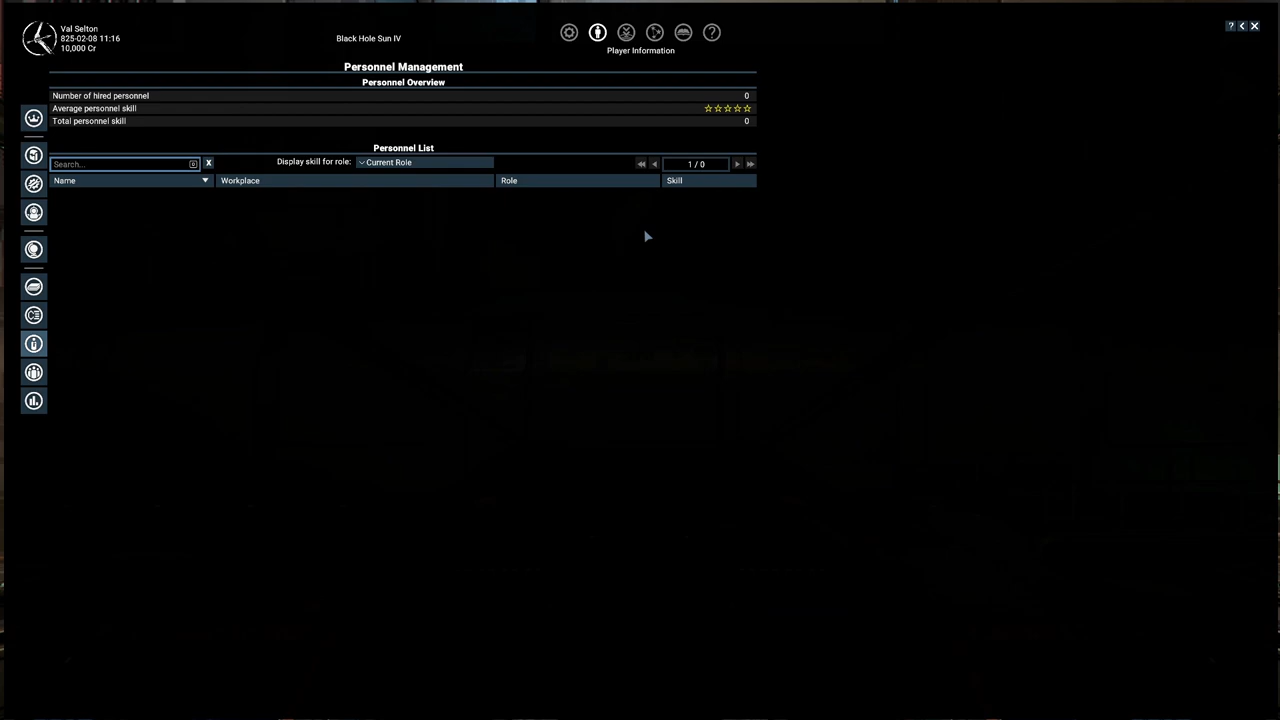 Val Selton
825-02-08 11:16
10,000 Cr
Black Hole Sun IV
Player Information
Personnel Management
Personnel Overview
Number of hired personnel 0
Average personnel skill ☆☆☆☆☆
Total personnel skill 0
Personnel List
Search... X Display skill for role: Current Role 1 / 0
Name Workplace Role Skill